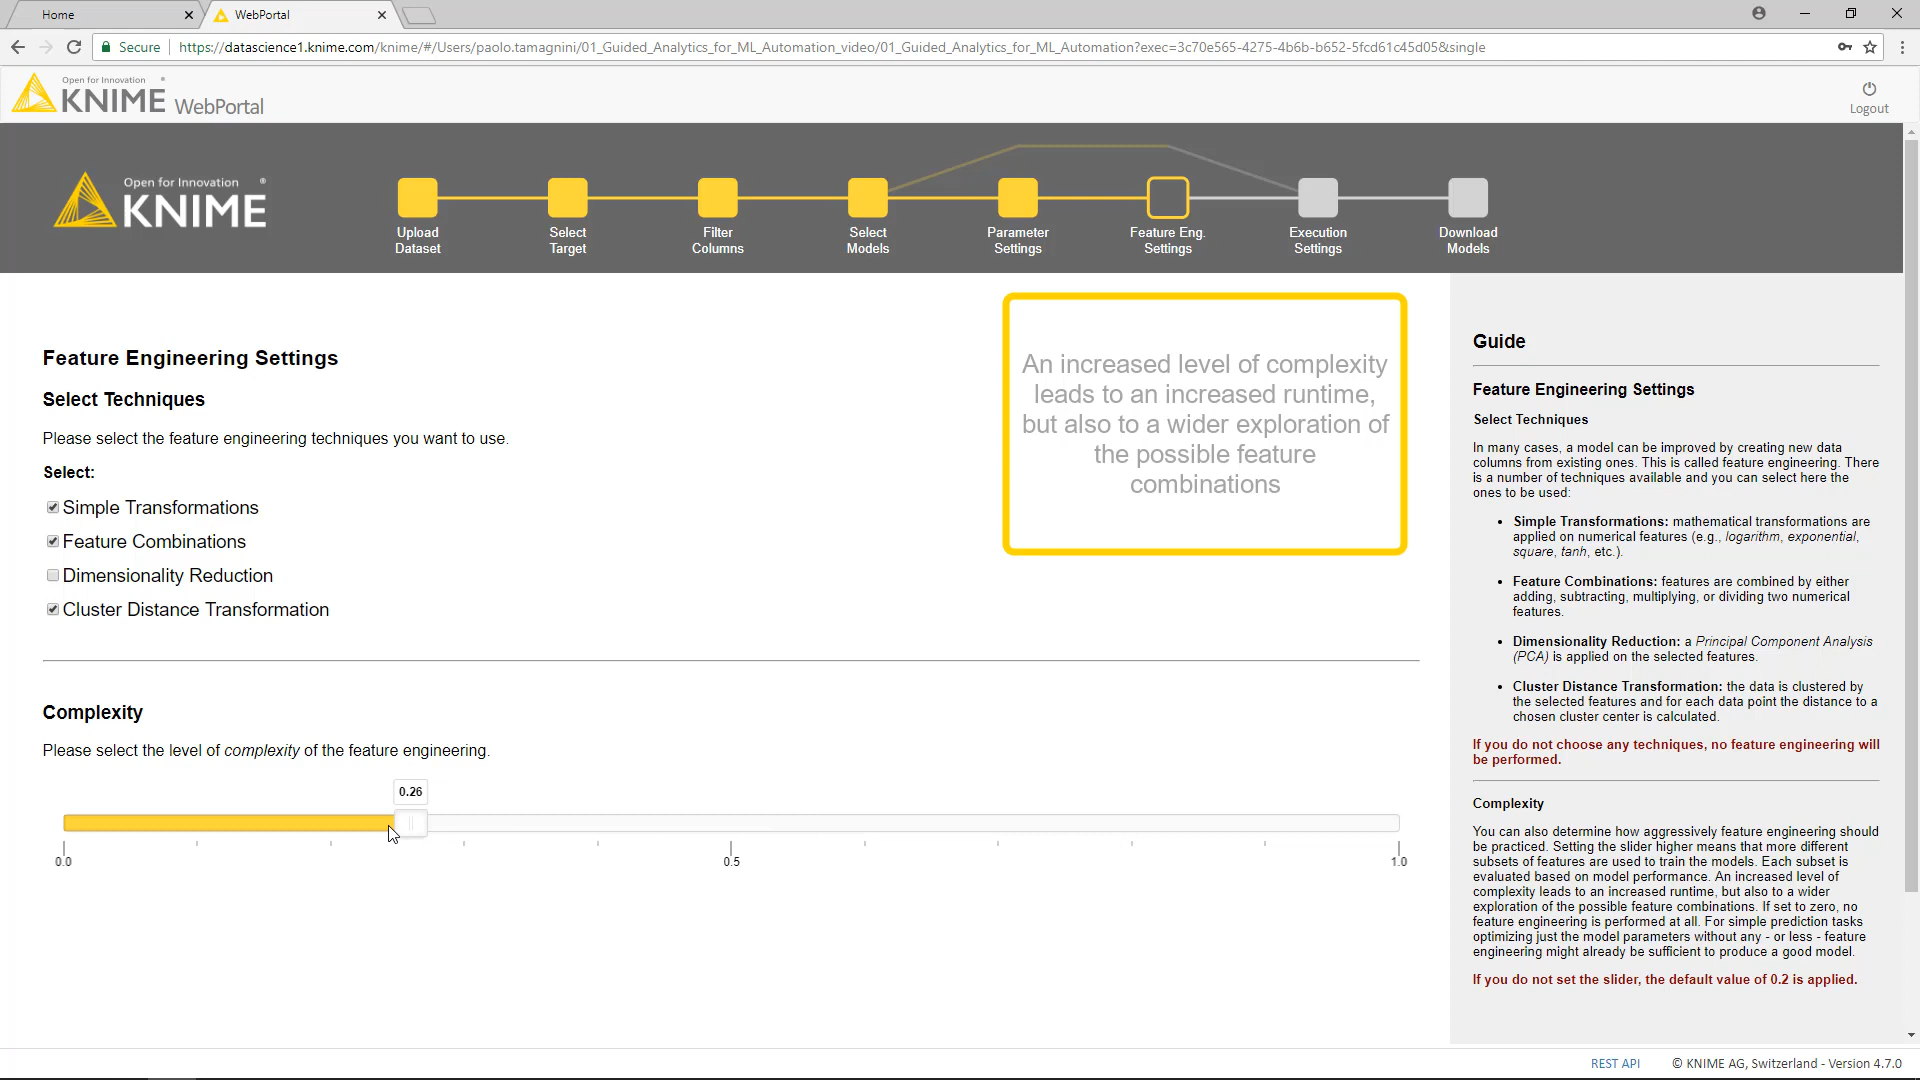 Home
WebPortal
Secure
https://datascience1.knime.com/knime/#/Users/paolo.tamagnini/01_Guided_Analytics_for_ML_Automation_video/01_Guided_Analytics_for_ML_Automation?exec=3c70e565-4275-4b6b-b652-5fcd61c45d05&single
Open for Innovation ®
KNIME WebPortal
Logout
Open for Innovation ®
KNIME
Upload
Dataset
Select
Target
Filter
Columns
Select
Models
Parameter
Settings
Feature Eng.
Settings
Execution
Settings
Download
Models
Feature Engineering Settings
Select Techniques
Please select the feature engineering techniques you want to use.
Select:
Simple Transformations
Feature Combinations
Dimensionality Reduction
Cluster Distance Transformation
An increased level of complexity
leads to an increased runtime,
but also to a wider exploration of
the possible feature
combinations
Complexity
Please select the level of complexity of the feature engineering.
0.26
0.0
0.5
1.0
Guide
Feature Engineering Settings
Select Techniques
In many cases, a model can be improved by creating new data
columns from existing ones. This is called feature engineering. There
is a number of techniques available and you can select here the
ones to be used:
• Simple Transformations: mathematical transformations are
applied on numerical features (e.g., logarithm, exponential,
square, tanh, etc.).
• Feature Combinations: features are combined by either
adding, subtracting, multiplying, or dividing two numerical
features.
• Dimensionality Reduction: a Principal Component Analysis
(PCA) is applied on the selected features.
• Cluster Distance Transformation: the data is clustered by
the selected features and for each data point the distance to a
chosen cluster center is calculated.
If you do not choose any techniques, no feature engineering will
be performed.
Complexity
You can also determine how aggressively feature engineering should
be practiced. Setting the slider higher means that more different
subsets of features are used to train the models. Each subset is
evaluated based on model performance. An increased level of
complexity leads to an increased runtime, but also to a wider
exploration of the possible feature combinations. If set to zero, no
feature engineering is performed at all. For simple prediction tasks
optimizing just the model parameters without any - or less - feature
engineering might already be sufficient to produce a good model.
If you do not set the slider, the default value of 0.2 is applied.
REST API
© KNIME AG, Switzerland - Version 4.7.0